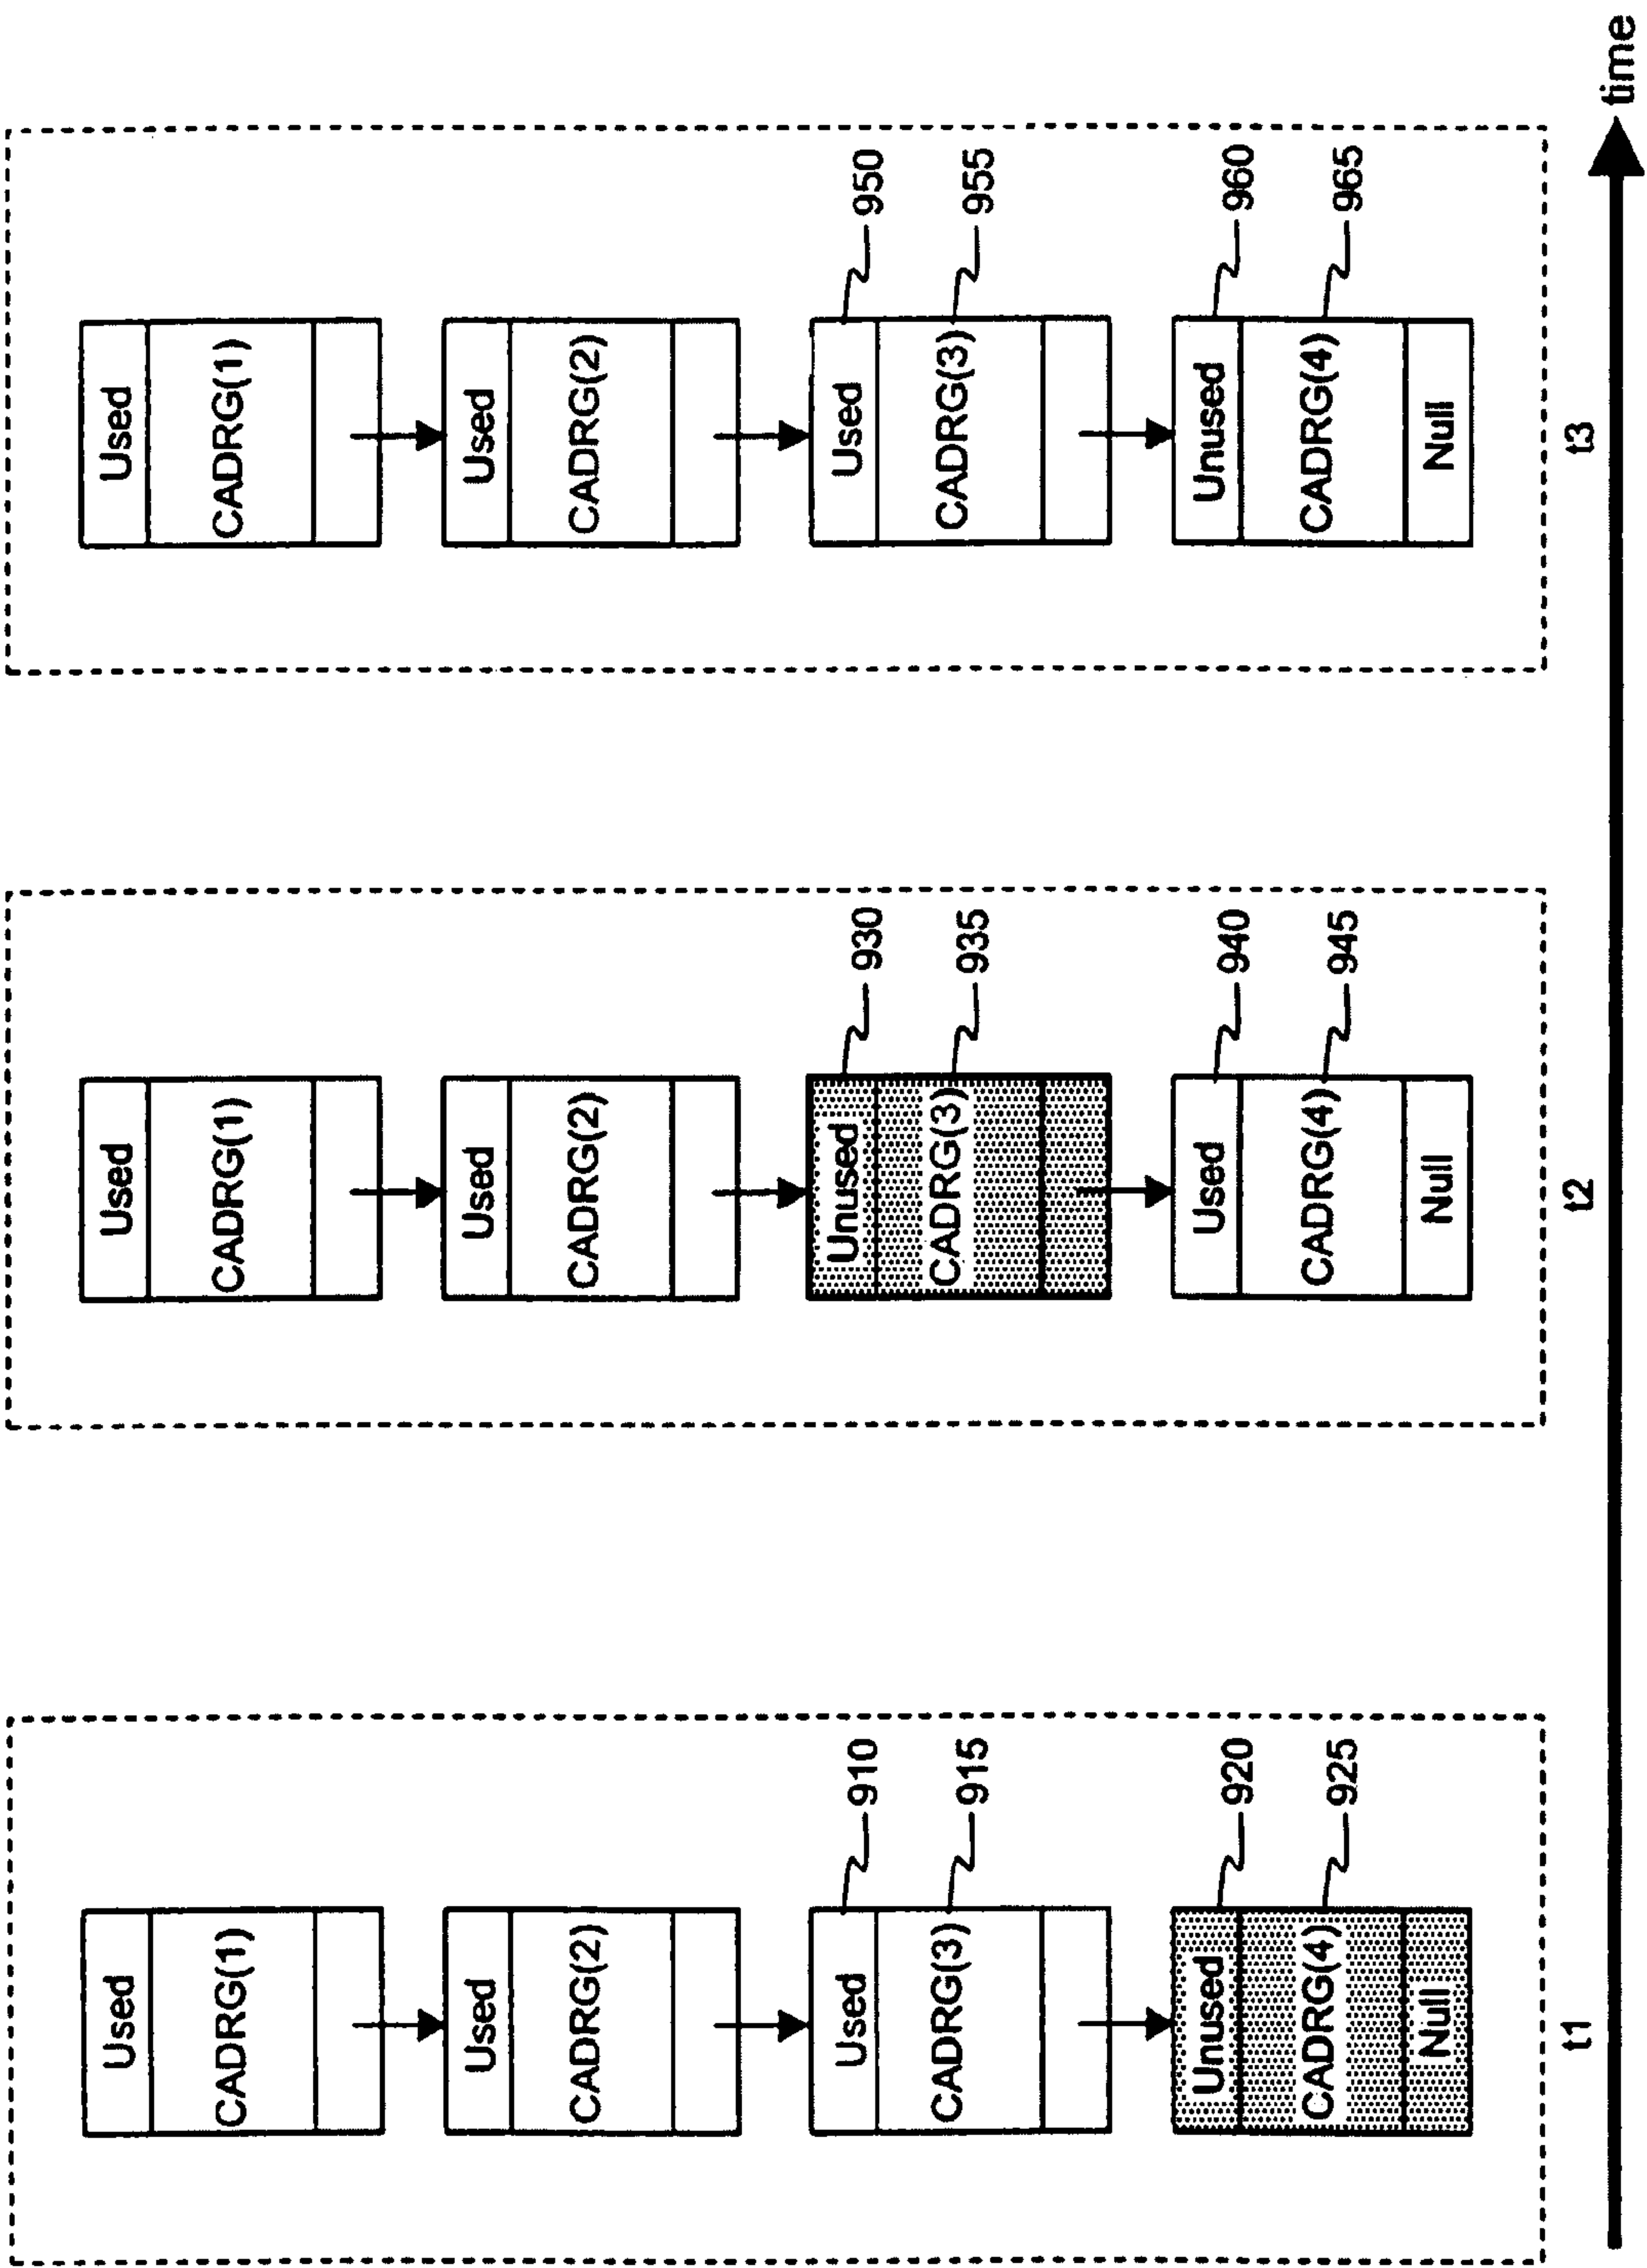 Used
CADRG(1)
Used
CADRG(2)
Used
910
CADRG(3)
915
Unused
920
CADRG(4)
925
Null
t1
Used
CADRG(1)
Used
CADRG(2)
Unused
930
CADRG(3)
935
Used
940
CADRG(4)
945
Null
t2
Used
CADRG(1)
Used
CADRG(2)
Used
950
CADRG(3)
955
Unused
960
CADRG(4)
965
Null
t3
time